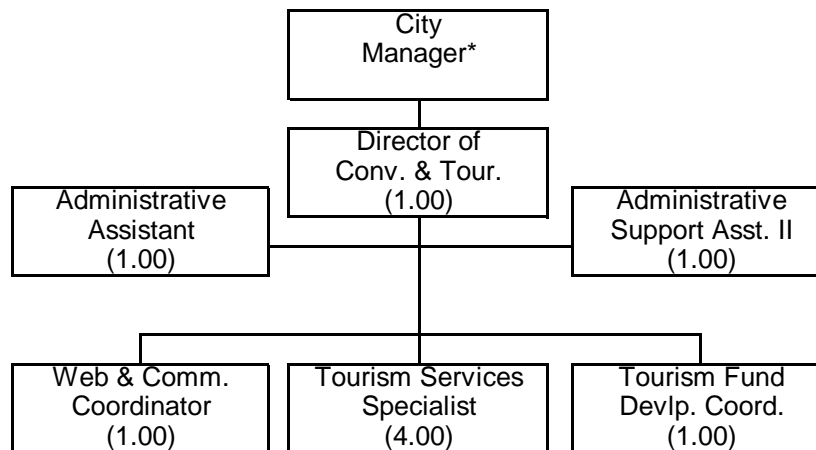 City
Manager*
Director of
Conv. & Tour.
(1.00)
Administrative
Assistant
(1.00)
Administrative
Support Asst. II
(1.00)
Web & Comm.
Coordinator
(1.00)
Tourism Services
Specialist
(4.00)
Tourism Fund
Devlp. Coord.
(1.00)